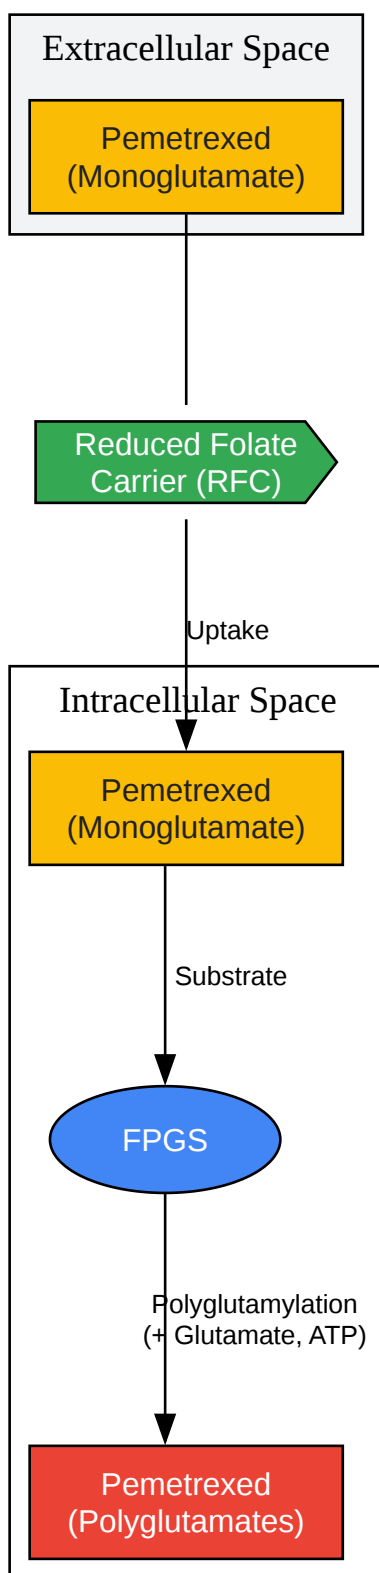 Extracellular Space
Pemetrexed
(Monoglutamate)
Reduced Folate
Carrier (RFC)
Uptake
Intracellular Space
Pemetrexed
(Monoglutamate)
Substrate
FPGS
Polyglutamylation
(+ Glutamate, ATP)
Pemetrexed
(Polyglutamates)